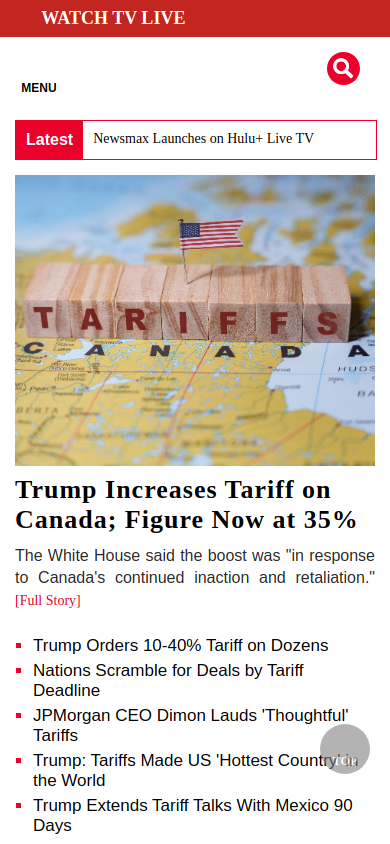 WATCH TV LIVE
MENU
Latest
Newsmax Launches on Hulu+ Live TV
TARIFFS
CANADA
HUDS
BA
BERTA
Trump Increases Tariff on
Canada; Figure Now at 35%
The White House said the boost was "in response
to Canada's continued inaction and retaliation."
[Full Story]
Trump Orders 10-40% Tariff on Dozens
Nations Scramble for Deals by Tariff
Deadline
JPMorgan CEO Dimon Lauds 'Thoughtful'
Tariffs
Trump: Tariffs Made US 'Hottest Country' in
TOP
the World
Trump Extends Tariff Talks With Mexico 90
Days